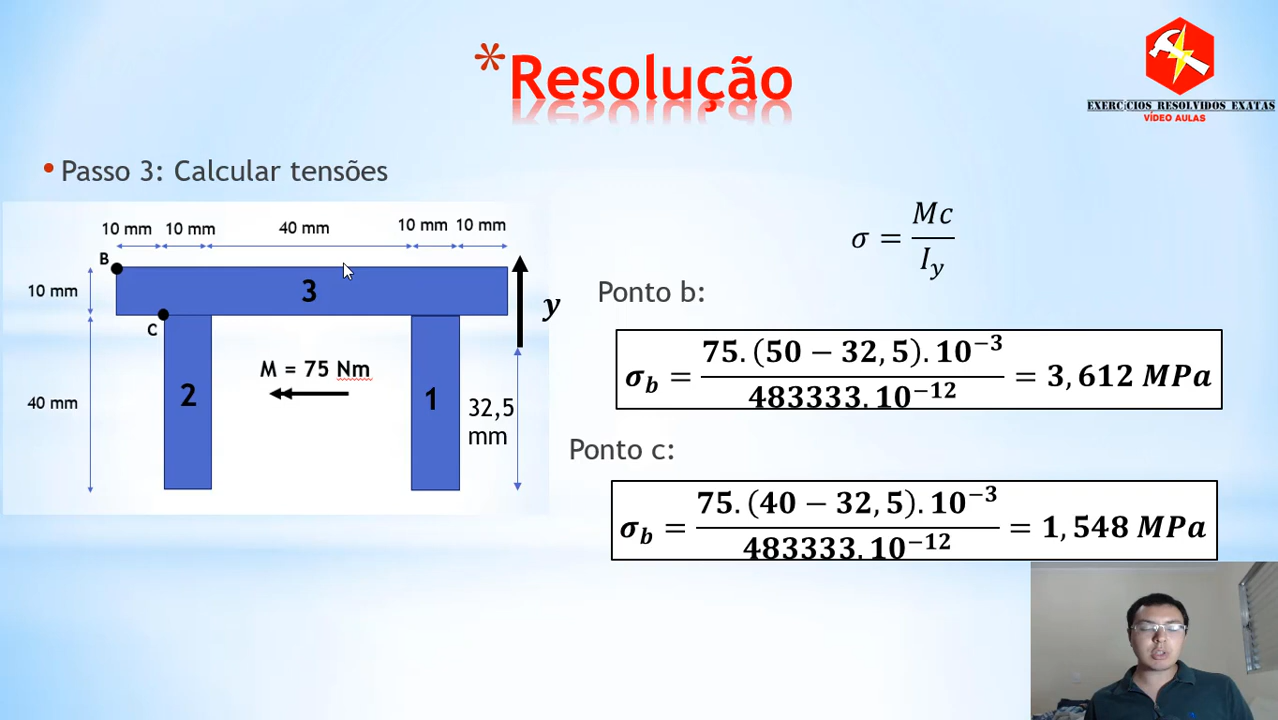 *Resolução
EXERCÍCIOS RESOLVIDOS EXATAS
VÍDEO AULAS
• Passo 3: Calcular tensões
10 mm 10 mm 40 mm 10 mm 10 mm
B
10 mm
3
y
C
M = 75 Nm
40 mm
2
1
32,5
mm
σ = Mc / I_y
Ponto b:
σ_b = 75.(50 − 32,5).10^−3 / 483333.10^−12 = 3,612 MPa
Ponto c:
σ_b = 75.(40 − 32,5).10^−3 / 483333.10^−12 = 1,548 MPa